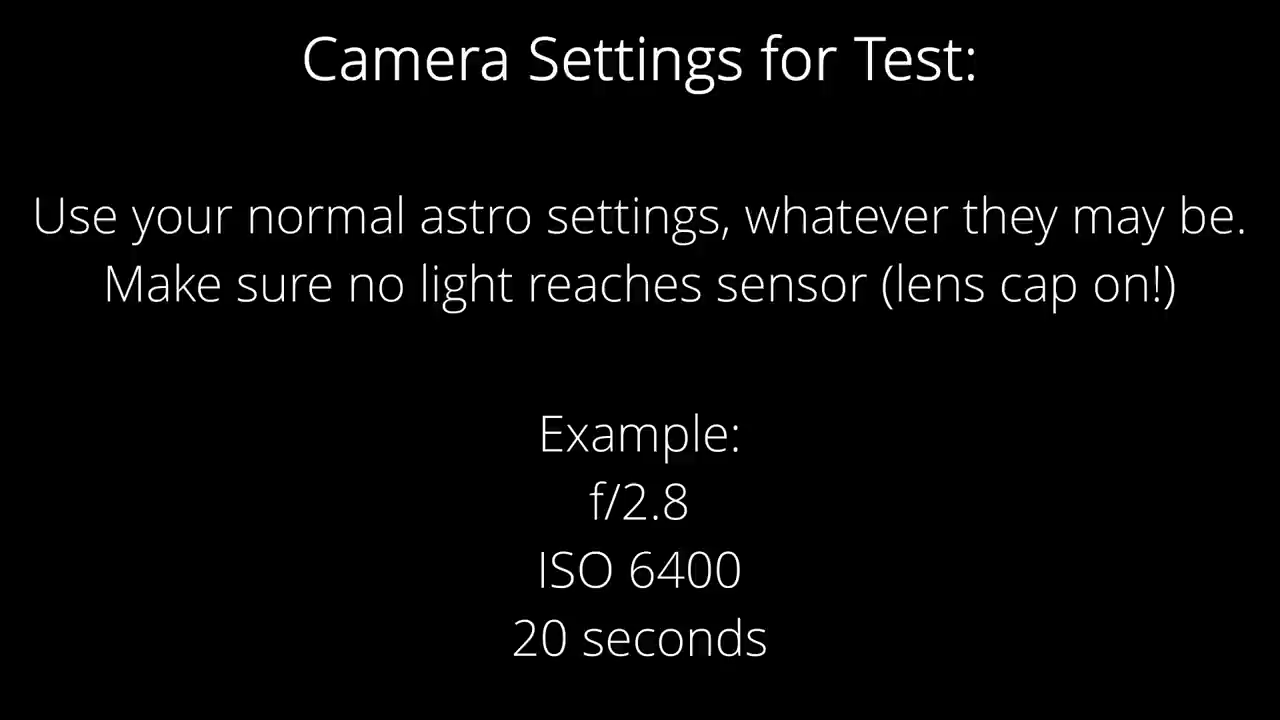 Camera Settings for Test:
Use your normal astro settings, whatever they may be.
Make sure no light reaches sensor (lens cap on!)
Example:
f/2.8
ISO 6400
20 seconds